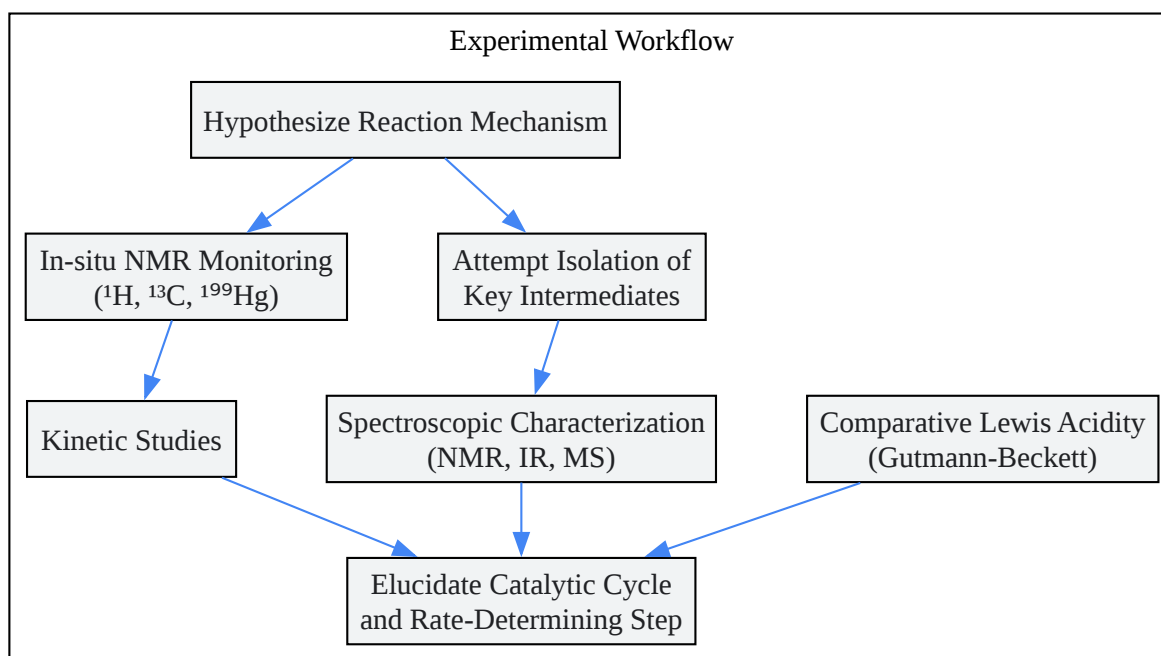 Experimental Workflow
Hypothesize Reaction Mechanism
In-situ NMR Monitoring
(¹H, ¹³C, ¹⁹⁹Hg)
Attempt Isolation of
Key Intermediates
Kinetic Studies
Spectroscopic Characterization
(NMR, IR, MS)
Comparative Lewis Acidity
(Gutmann-Beckett)
Elucidate Catalytic Cycle
and Rate-Determining Step